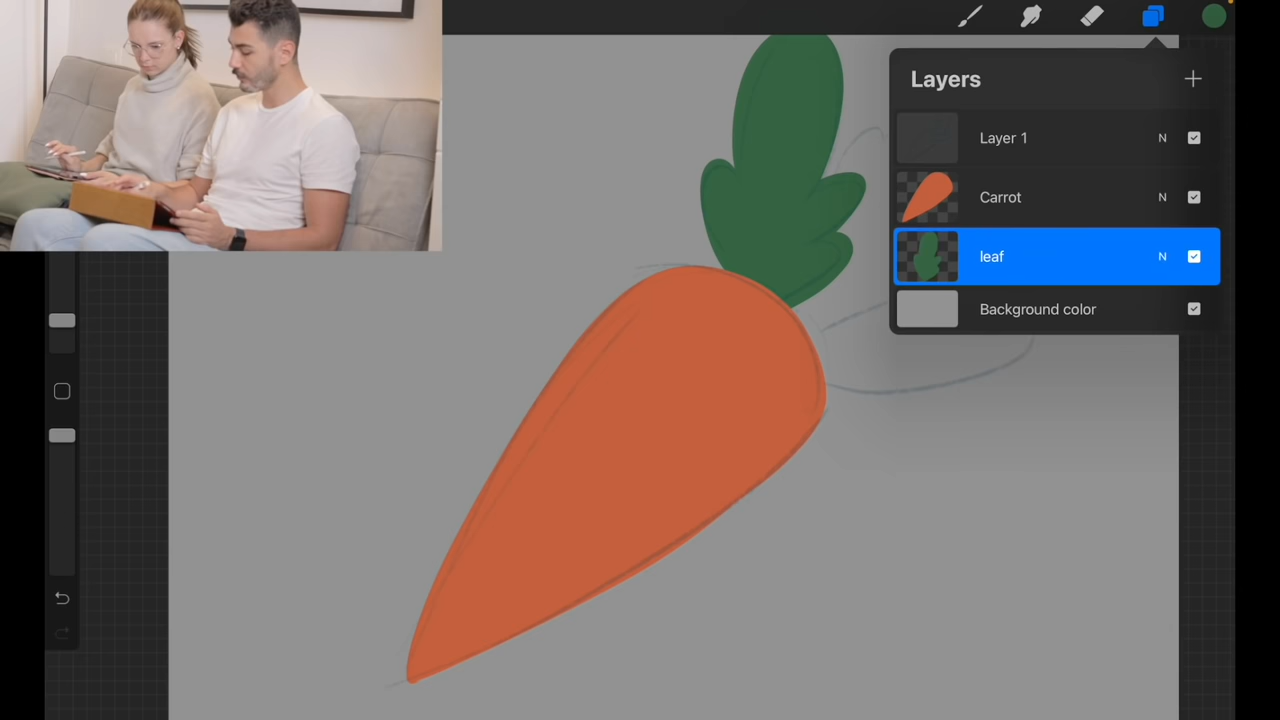 Layers
Layer 1 N
Carrot N
leaf N
Background color